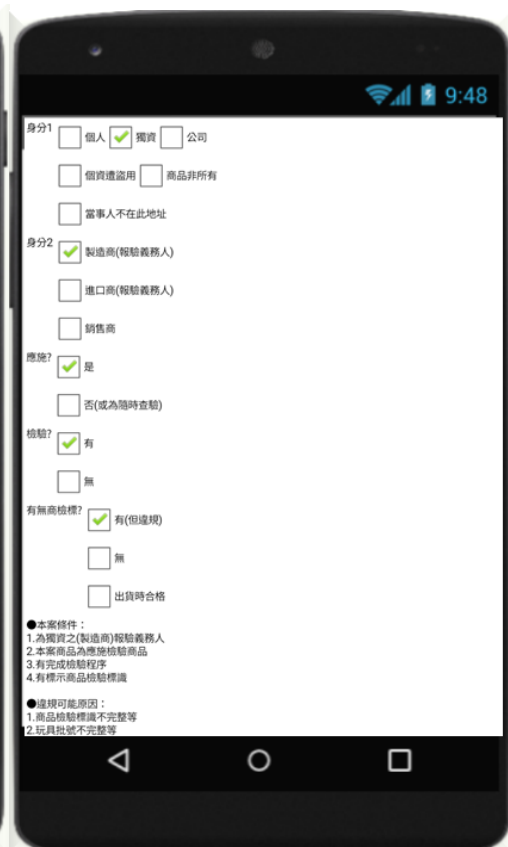 9:48
身分1 個人 獨資 公司
個資遭盜用 商品非所有
當事人不在此地址
身分2 製造商(報驗義務人)
進口商(報驗義務人)
銷售商
應施? 是
否(或為隨時查驗)
檢驗? 有
無
有無商檢標? 有(但違規)
無
出貨時合格
●本案條件：
1.為獨資之(製造商)報驗義務人
2.本案商品為應施檢驗商品
3.有完成檢驗程序
4.有標示商品檢驗標識
●違規可能原因：
1.商品檢驗標識不完整等
2.玩具批號不完整等